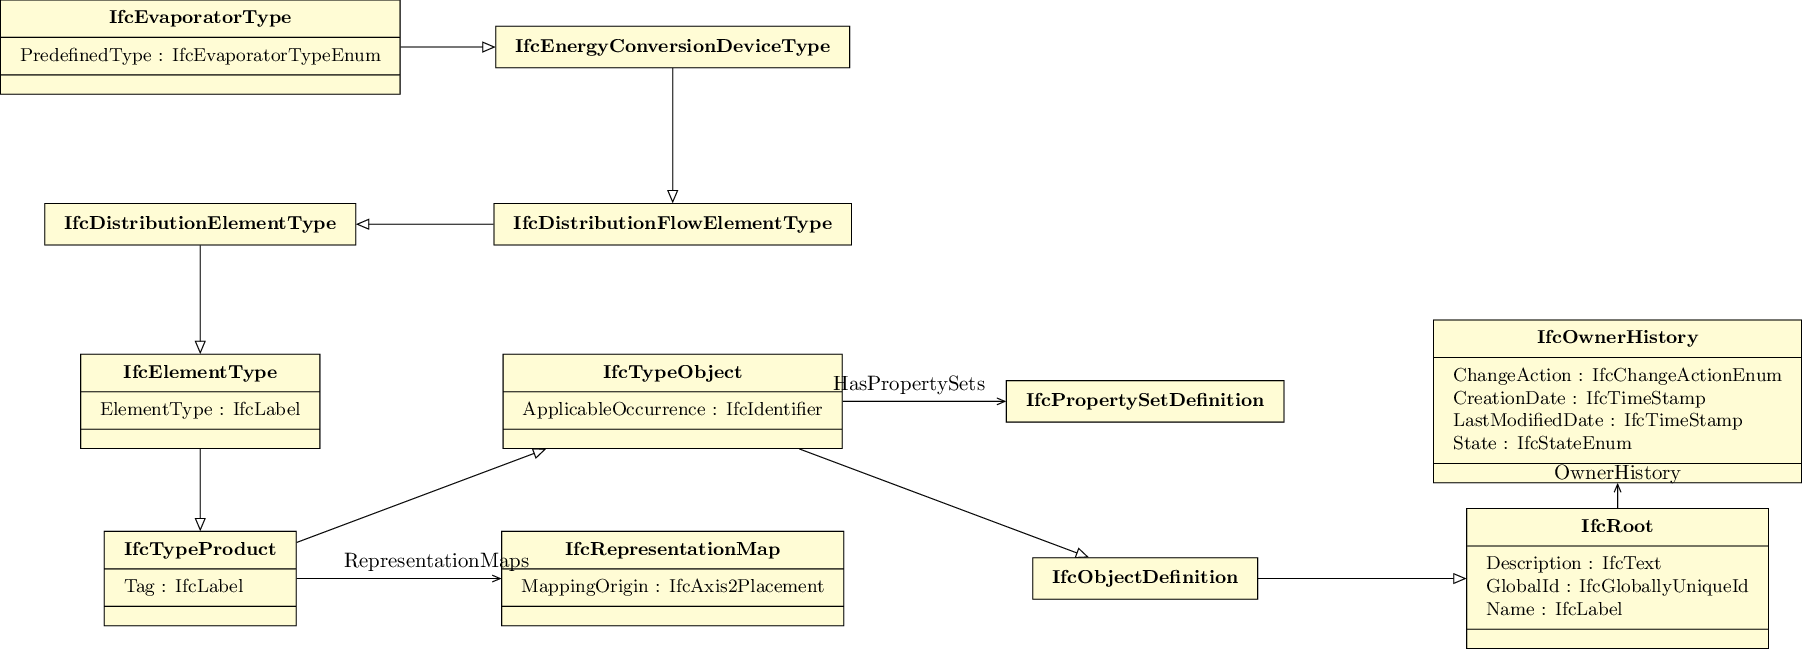 IfcEvaporatorType
PredefinedType : IfcEvaporatorTypeEnum
IfcEnergyConversionDeviceType
IfcDistributionElementType
IfcDistributionFlowElementType
IfcElementType
ElementType : IfcLabel
IfcTypeObject
ApplicableOccurrence : IfcIdentifier
HasPropertySets
IfcPropertySetDefinition
IfcOwnerHistory
ChangeAction : IfcChangeActionEnum
CreationDate : IfcTimeStamp
LastModifiedDate : IfcTimeStamp
State : IfcStateEnum
OwnerHistory
IfcTypeProduct
Tag : IfcLabel
RepresentationMaps
IfcRepresentationMap
MappingOrigin : IfcAxis2Placement
IfcObjectDefinition
IfcRoot
Description : IfcText
GlobalId : IfcGloballyUniqueId
Name : IfcLabel